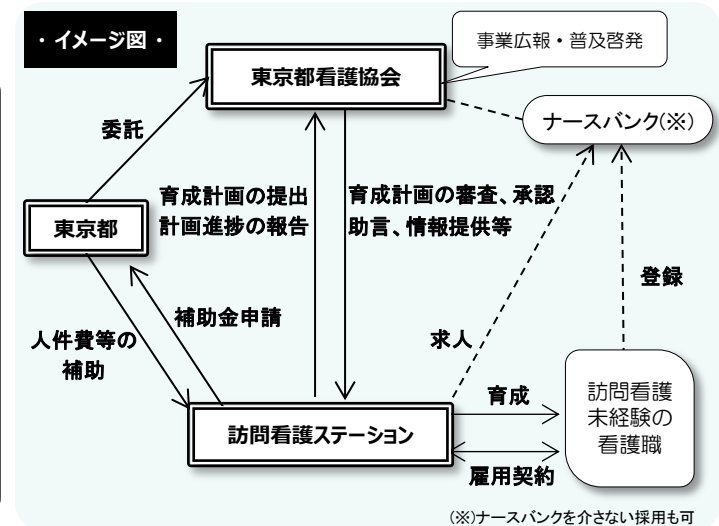 ・イメージ図・
事業広報・普及啓発
東京都看護協会
ナースバンク(※)
委託
育成計画の提出
計画進捗の報告
育成計画の審査、承認
助言、情報提供等
東京都
登録
補助金申請
人件費等の
補助
求人
育成
訪問看護
未経験の
看護職
訪問看護ステーション
雇用契約
(※)ナースバンクを介さない採用も可